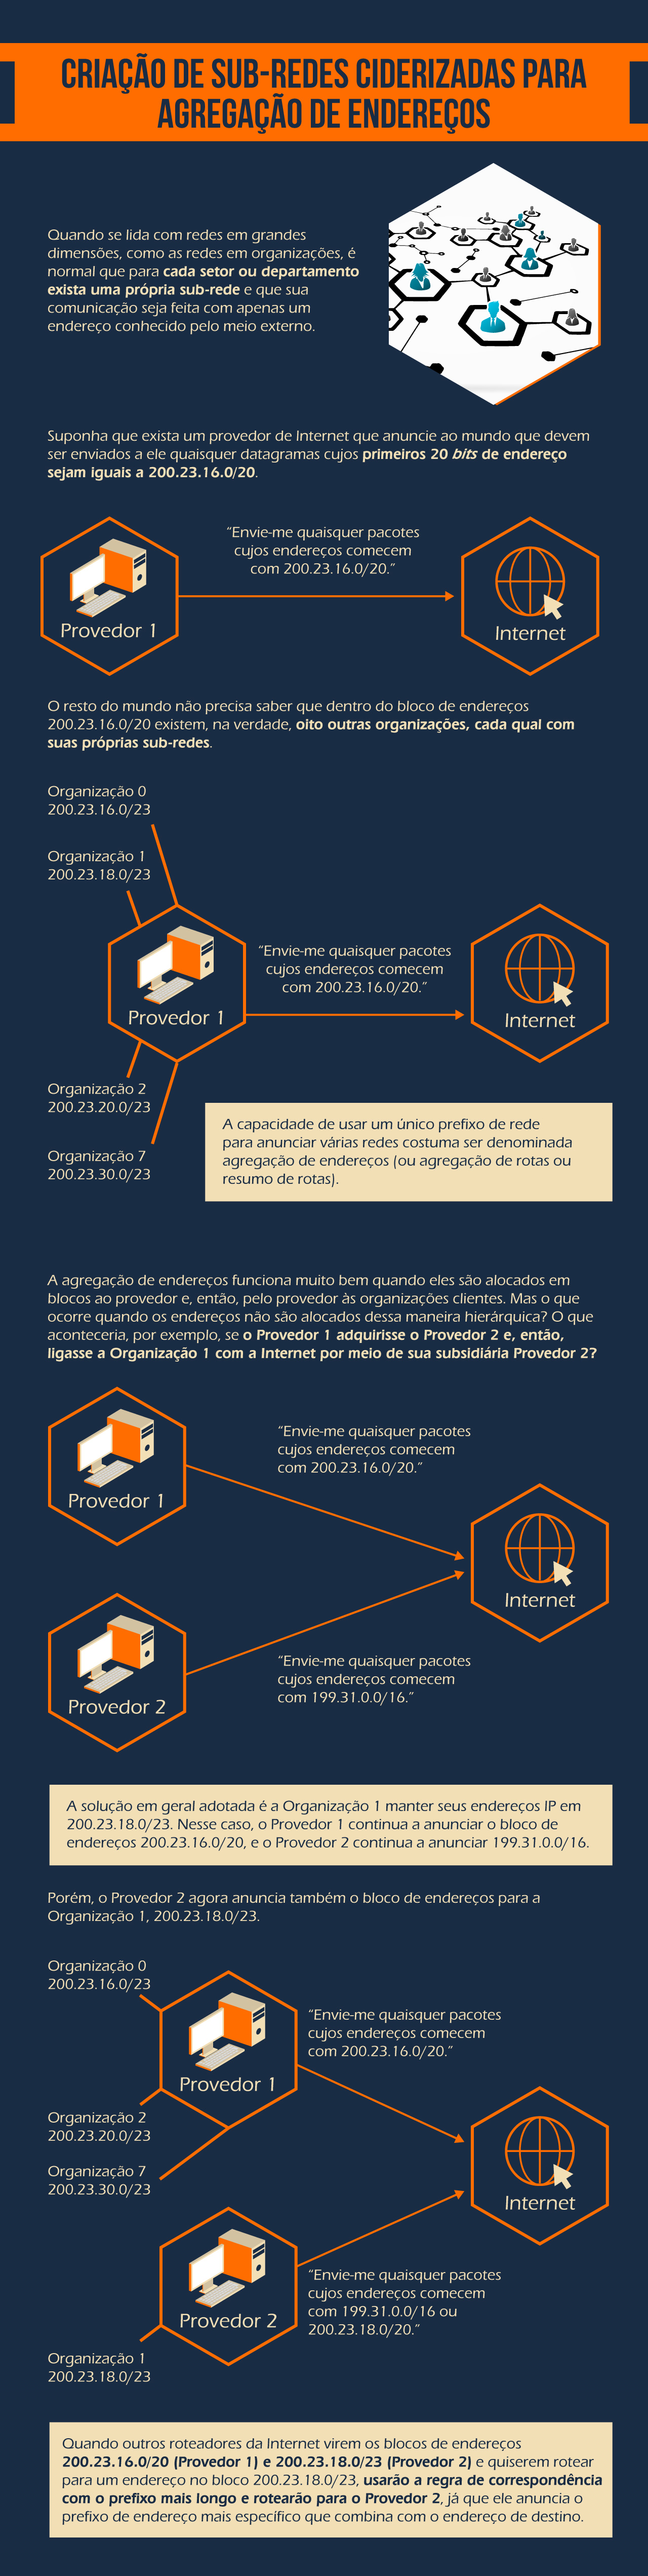 CRIAÇÃO DE SUB-REDES CIDERIZADAS PARA
AGREGAÇÃO DE ENDEREÇOS
Quando se lida com redes em grandes
dimensões, como as redes em organizações, é
normal que para cada setor ou departamento
exista uma própria sub-rede e que sua
comunicação seja feita com apenas um
endereço conhecido pelo meio externo.
Suponha que exista um provedor de Internet que anuncie ao mundo que devem
ser enviados a ele quaisquer datagramas cujos primeiros 20 bits de endereço
sejam iguais a 200.23.16.0/20.
“Envie-me quaisquer pacotes
cujos endereços comecem
com 200.23.16.0/20.”
Provedor 1
Internet
O resto do mundo não precisa saber que dentro do bloco de endereços
200.23.16.0/20 existem, na verdade, oito outras organizações, cada qual com
suas próprias sub-redes.
Organização 0
200.23.16.0/23
Organização 1
200.23.18.0/23
“Envie-me quaisquer pacotes
cujos endereços comecem
com 200.23.16.0/20.”
Provedor 1
Internet
Organização 2
200.23.20.0/23
Organização 7
200.23.30.0/23
A capacidade de usar um único prefixo de rede
para anunciar várias redes costuma ser denominada
agregação de endereços (ou agregação de rotas ou
resumo de rotas).
A agregação de endereços funciona muito bem quando eles são alocados em
blocos ao provedor e, então, pelo provedor às organizações clientes. Mas o que
ocorre quando os endereços não são alocados dessa maneira hierárquica? O que
aconteceria, por exemplo, se o Provedor 1 adquirisse o Provedor 2 e, então,
ligasse a Organização 1 com a Internet por meio de sua subsidiária Provedor 2?
“Envie-me quaisquer pacotes
cujos endereços comecem
com 200.23.16.0/20.”
Provedor 1
Internet
“Envie-me quaisquer pacotes
cujos endereços comecem
com 199.31.0.0/16.”
Provedor 2
A solução em geral adotada é a Organização 1 manter seus endereços IP em
200.23.18.0/23. Nesse caso, o Provedor 1 continua a anunciar o bloco de
endereços 200.23.16.0/20, e o Provedor 2 continua a anunciar 199.31.0.0/16.
Porém, o Provedor 2 agora anuncia também o bloco de endereços para a
Organização 1, 200.23.18.0/23.
Organização 0
200.23.16.0/23
“Envie-me quaisquer pacotes
cujos endereços comecem
com 200.23.16.0/20.”
Provedor 1
Organização 2
200.23.20.0/23
Organização 7
200.23.30.0/23
Internet
“Envie-me quaisquer pacotes
cujos endereços comecem
com 199.31.0.0/16 ou
200.23.18.0/20.”
Provedor 2
Organização 1
200.23.18.0/23
Quando outros roteadores da Internet virem os blocos de endereços
200.23.16.0/20 (Provedor 1) e 200.23.18.0/23 (Provedor 2) e quiserem rotear
para um endereço no bloco 200.23.18.0/23, usarão a regra de correspondência
com o prefixo mais longo e rotearão para o Provedor 2, já que ele anuncia o
prefixo de endereço mais específico que combina com o endereço de destino.